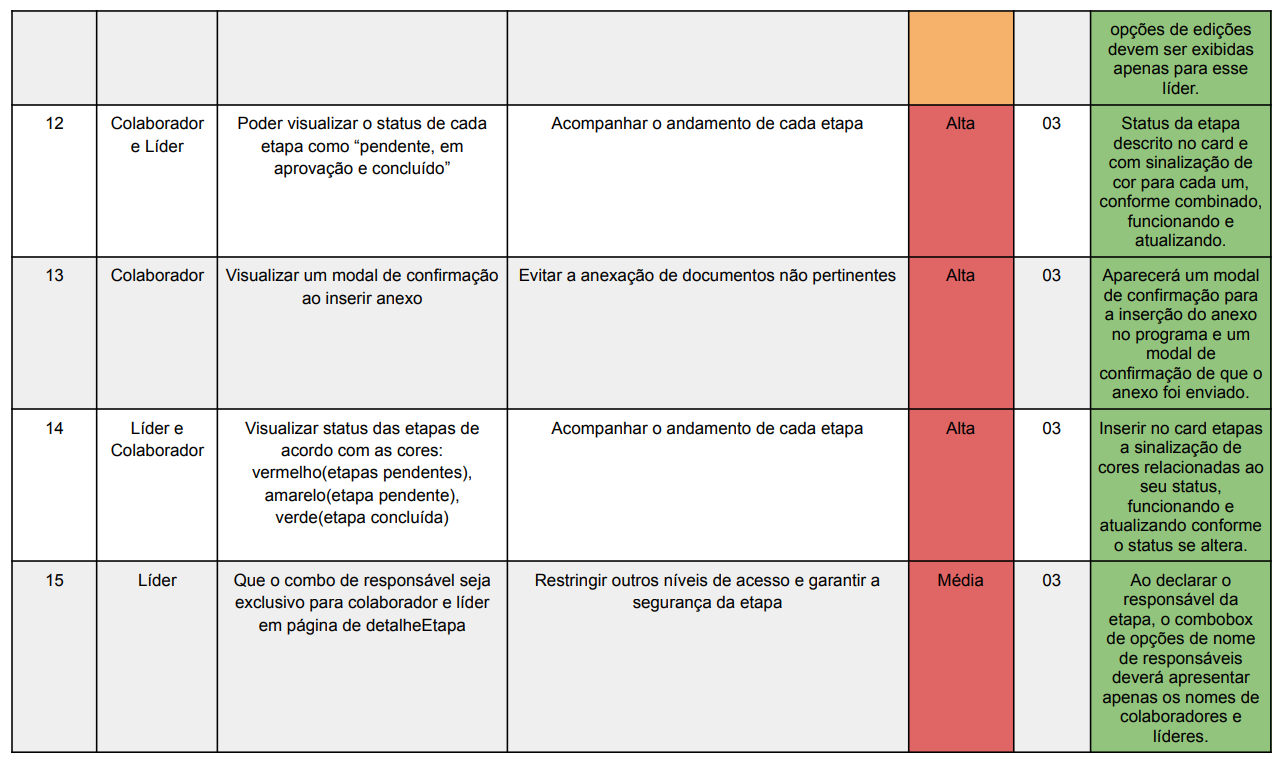 opções de edições
devem ser exibidas
apenas para esse
líder.
12
Colaborador
e Líder
Poder visualizar o status de cada
etapa como “pendente, em
aprovação e concluído”
Acompanhar o andamento de cada etapa
Alta
03
Status da etapa
descrito no card e
com sinalização de
cor para cada um,
conforme combinado,
funcionando e
atualizando.
13
Colaborador
Visualizar um modal de confirmação
ao inserir anexo
Evitar a anexação de documentos não pertinentes
Alta
03
Aparecerá um modal
de confirmação para
a inserção do anexo
no programa e um
modal de
confirmação de que o
anexo foi enviado.
14
Líder e
Colaborador
Visualizar status das etapas de
acordo com as cores:
vermelho(etapas pendentes),
amarelo(etapa pendente),
verde(etapa concluída)
Acompanhar o andamento de cada etapa
Alta
03
Inserir no card etapas
a sinalização de
cores relacionadas ao
seu status,
funcionando e
atualizando conforme
o status se altera.
15
Líder
Que o combo de responsável seja
exclusivo para colaborador e líder
em página de detalheEtapa
Restringir outros níveis de acesso e garantir a
segurança da etapa
Média
03
Ao declarar o
responsável da
etapa, o combobox
de opções de nome
de responsáveis
deverá apresentar
apenas os nomes de
colaboradores e
líderes.